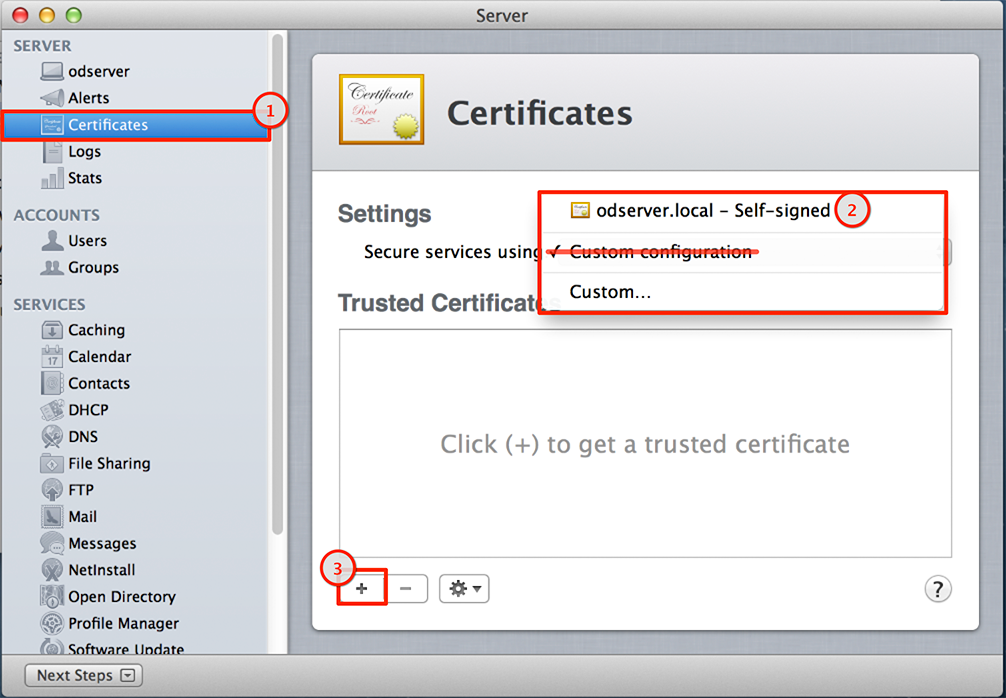 Server
SERVER
odserver
Alerts
Certificates
1
Logs
Stats
ACCOUNTS
Users
Groups
SERVICES
Caching
17
Calendar
Contacts
DHCP
DNS
File Sharing
FTP
Mail
Messages
NetInstall
Open Directory
Profile Manager
Software Update
Next Steps
Certificate
Root
Certificates
Settings
odserver.local – Self-signed
2
Secure services using
✓ Custom configuration
Custom...
Trusted Certificates
Click (+) to get a trusted certificate
3
+
−
?